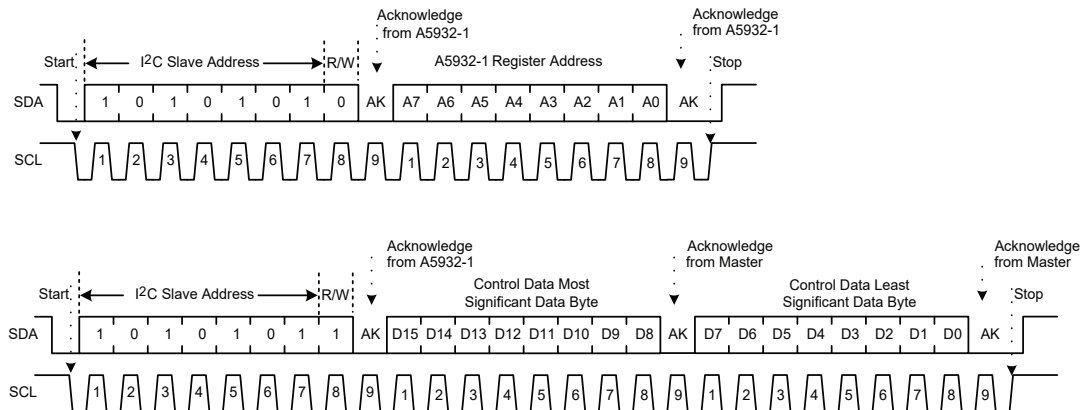 Acknowledge
from A5932-1
Acknowledge
from A5932-1
Start
I2C Slave Address
R/W
A5932-1 Register Address
Stop
SDA 1 0 1 0 1 0 1 0 AK A7 A6 A5 A4 A3 A2 A1 A0 AK
SCL 1 2 3 4 5 6 7 8 9 1 2 3 4 5 6 7 8 9
Acknowledge
from A5932-1
Acknowledge
from Master
Acknowledge
from Master
Start
I2C Slave Address
R/W
Control Data Most
Significant Data Byte
Control Data Least
Significant Data Byte
Stop
SDA 1 0 1 0 1 0 1 1 AK D15 D14 D13 D12 D11 D10 D9 D8 AK D7 D6 D5 D4 D3 D2 D1 D0 AK
SCL 1 2 3 4 5 6 7 8 9 1 2 3 4 5 6 7 8 9 1 2 3 4 5 6 7 8 9